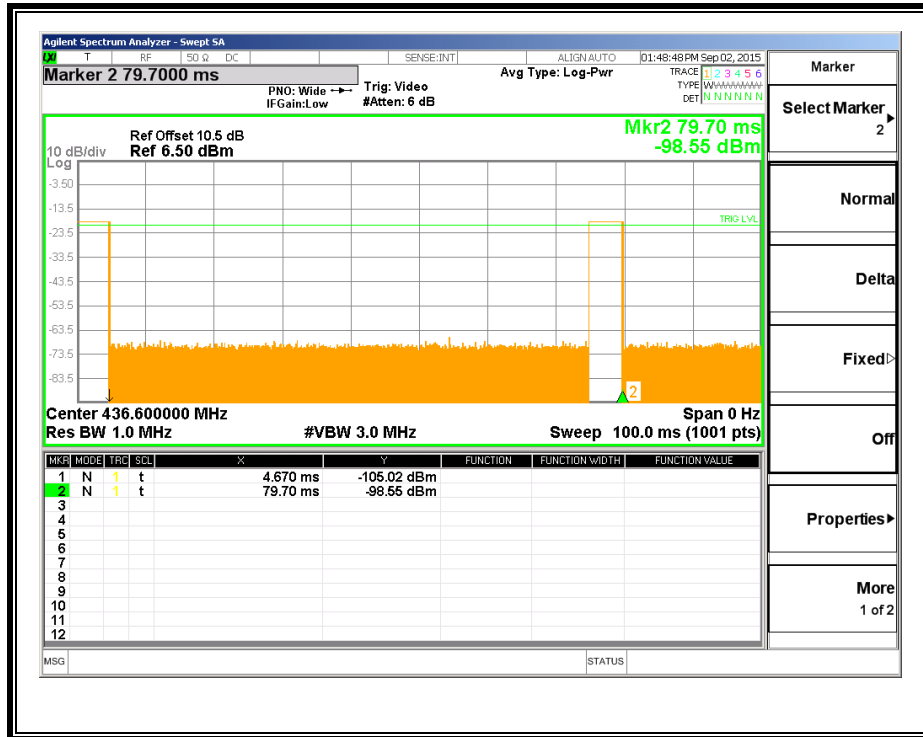 Agilent Spectrum Analyzer - Swept SA
LXI T RF 50 Ω DC SENSE:INT ALIGN AUTO 01:48:48 PM Sep 02, 2015
Marker 2 79.7000 ms
PNO: Wide
IFGain:Low
Trig: Video
#Atten: 6 dB
Avg Type: Log-Pwr
TRACE 1 2 3 4 5 6
TYPE WWWWWW
DET N N N N N N
Ref Offset 10.5 dB
Ref 6.50 dBm
10 dB/div
Log
Mkr2 79.70 ms
-98.55 dBm
-3.50
-13.5
TRIG LVL
-23.5
-33.5
-43.5
-53.5
-63.5
-73.5
-83.5
2
Center 436.600000 MHz
Span 0 Hz
Res BW 1.0 MHz
#VBW 3.0 MHz
Sweep 100.0 ms (1001 pts)
MKR MODE TRC SCL X Y FUNCTION FUNCTION WIDTH FUNCTION VALUE
1 N 1 t 4.670 ms -105.02 dBm
2 N 1 t 79.70 ms -98.55 dBm
3
4
5
6
7
8
9
10
11
12
MSG
STATUS
Marker
Select Marker
2
Normal
Delta
Fixed
Off
Properties
More
1 of 2